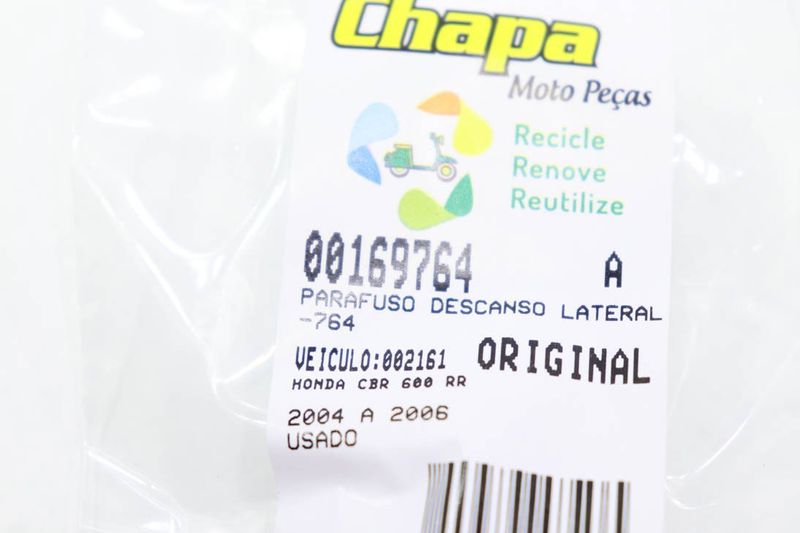 Chapa
Moto Peças
Recicle
Renove
Reutilize
00169764 A
PARAFUSO DESCANSO LATERAL
-764
VEICULO:002161 ORIGINAL
HONDA CBR 600 RR
2004 A 2006
USADO